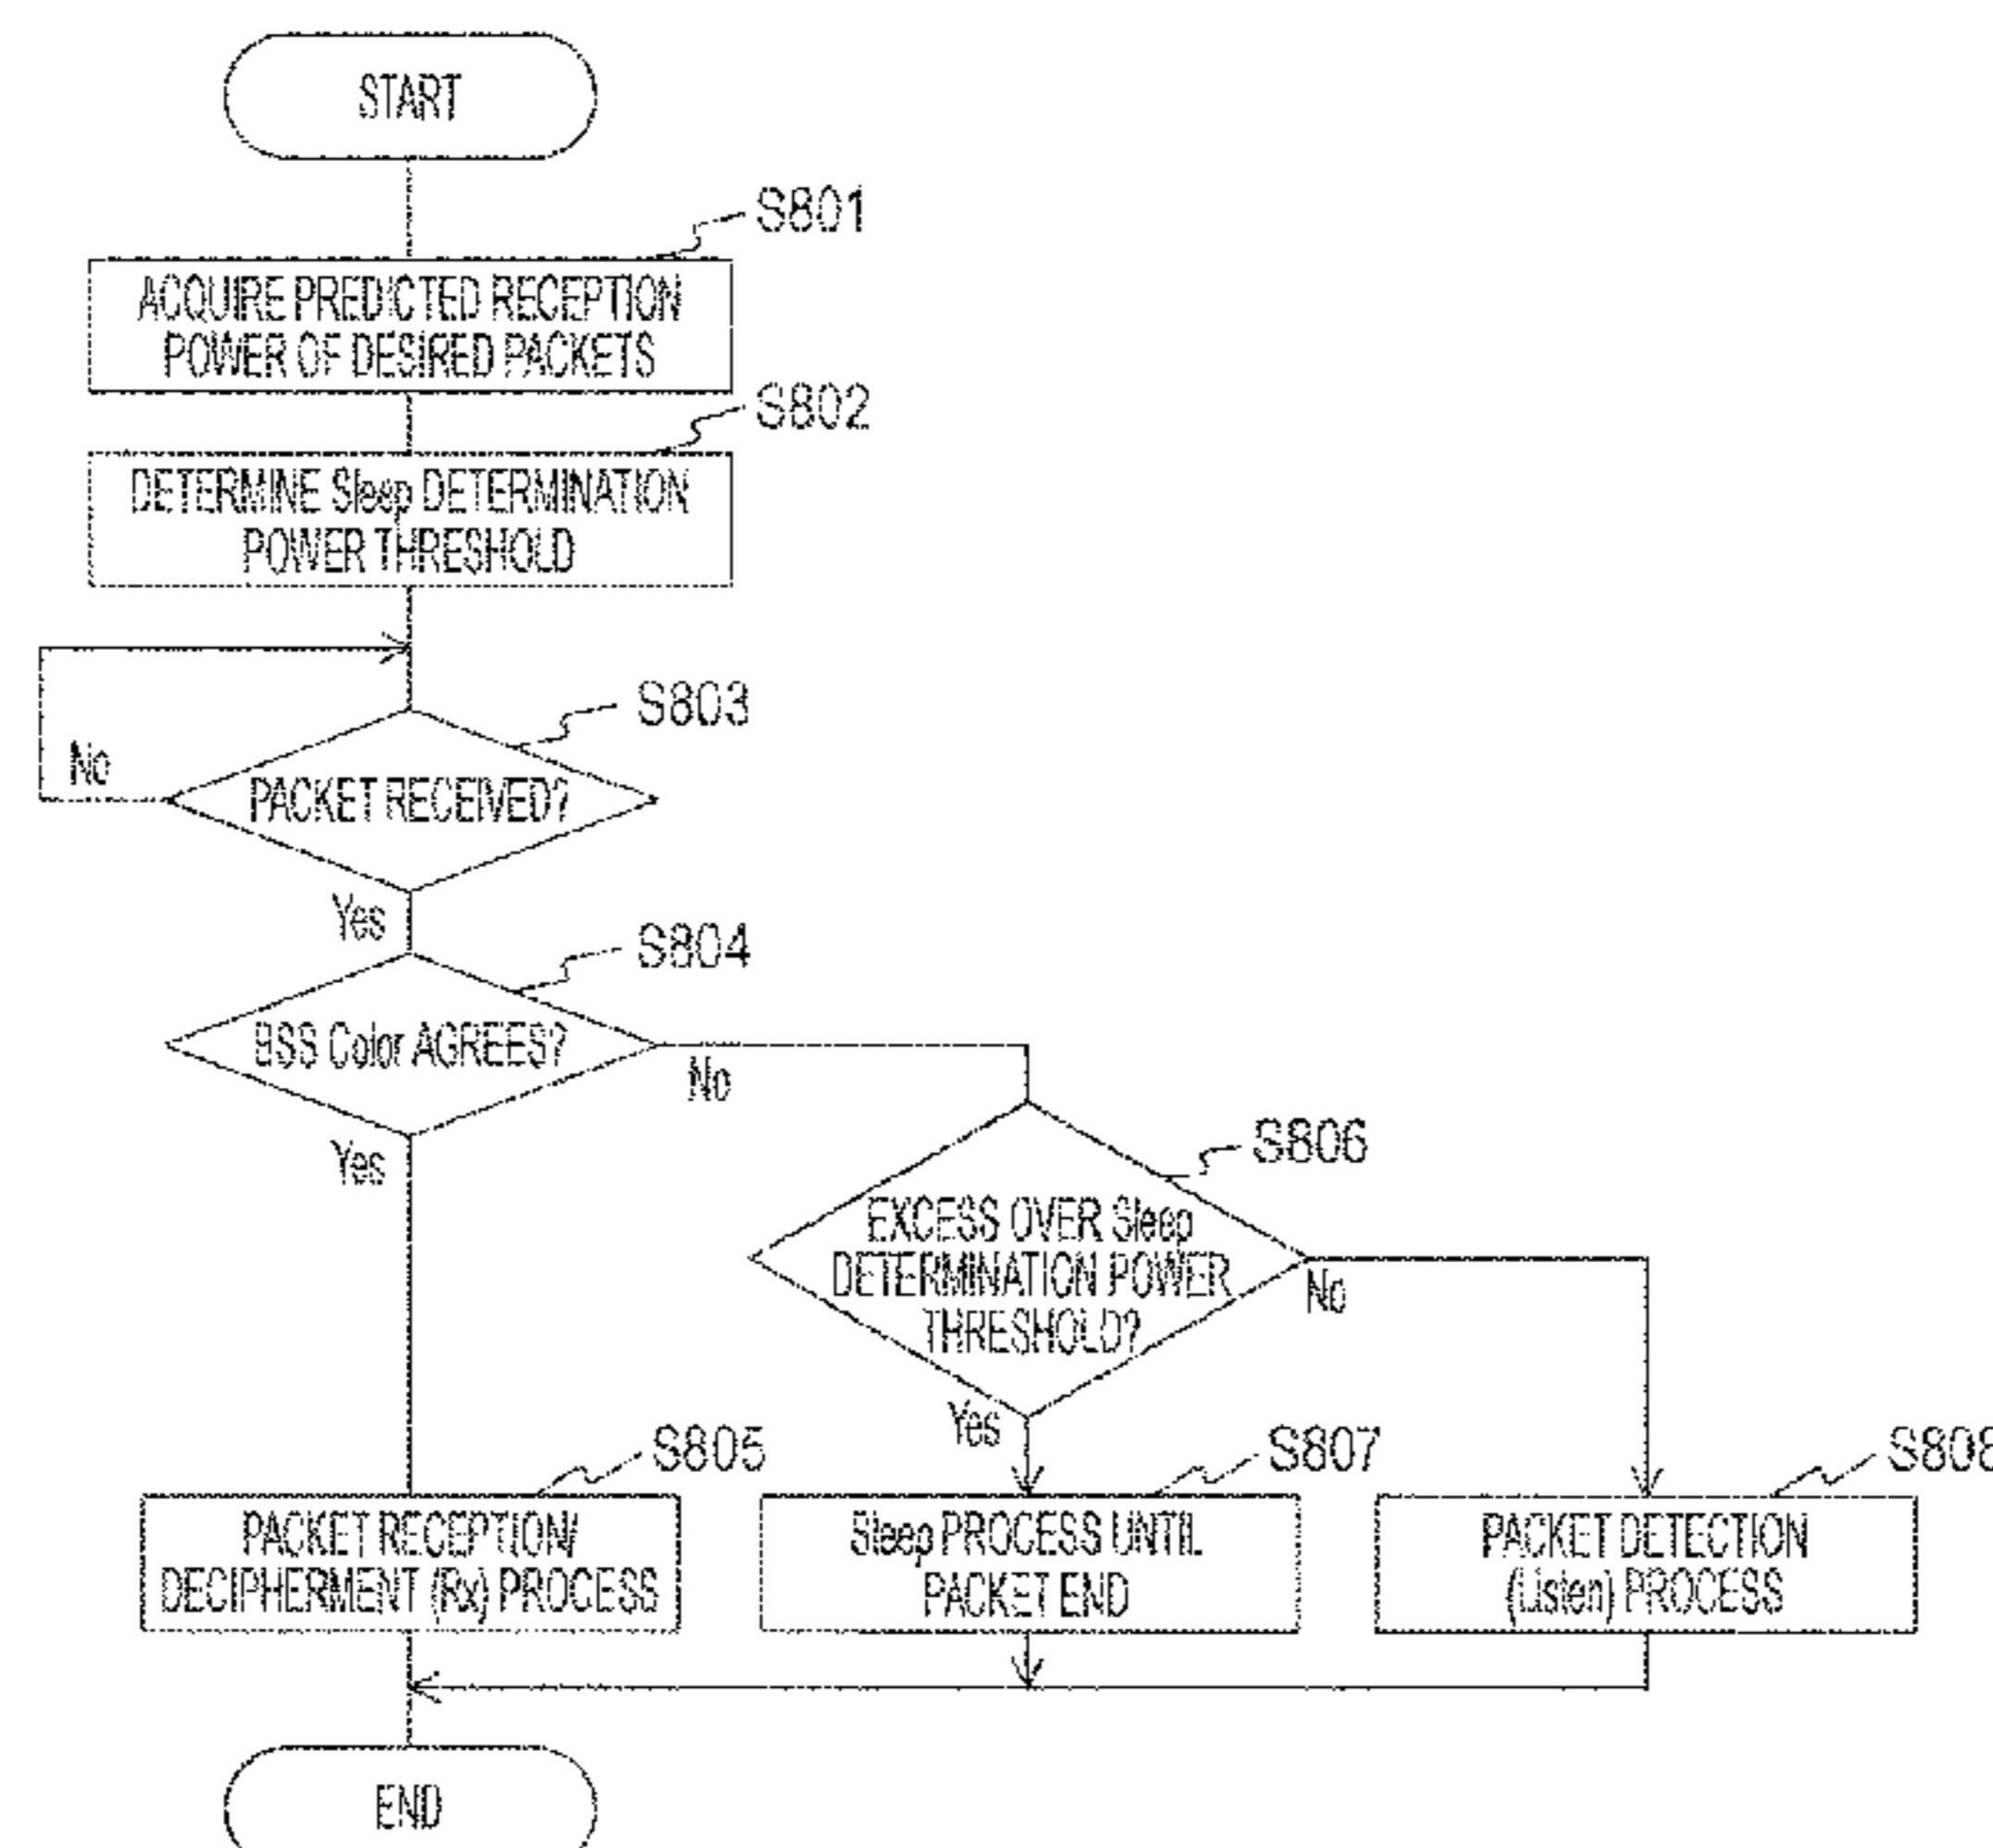 START
S801
ACQUIRE PREDICTED RECEPTION
POWER OF DESIRED PACKETS
S802
DETERMINE Sleep DETERMINATION
POWER THRESHOLD
S803
No
PACKET RECEIVED?
Yes
S804
BSS Color AGREES?
No
Yes
S806
EXCESS OVER Sleep
DETERMINATION POWER
THRESHOLD?
No
Yes
S805
S807
S808
PACKET RECEPTION/
DECIPHERMENT (Rx) PROCESS
Sleep PROCESS UNTIL
PACKET END
PACKET DETECTION
(Listen) PROCESS
END